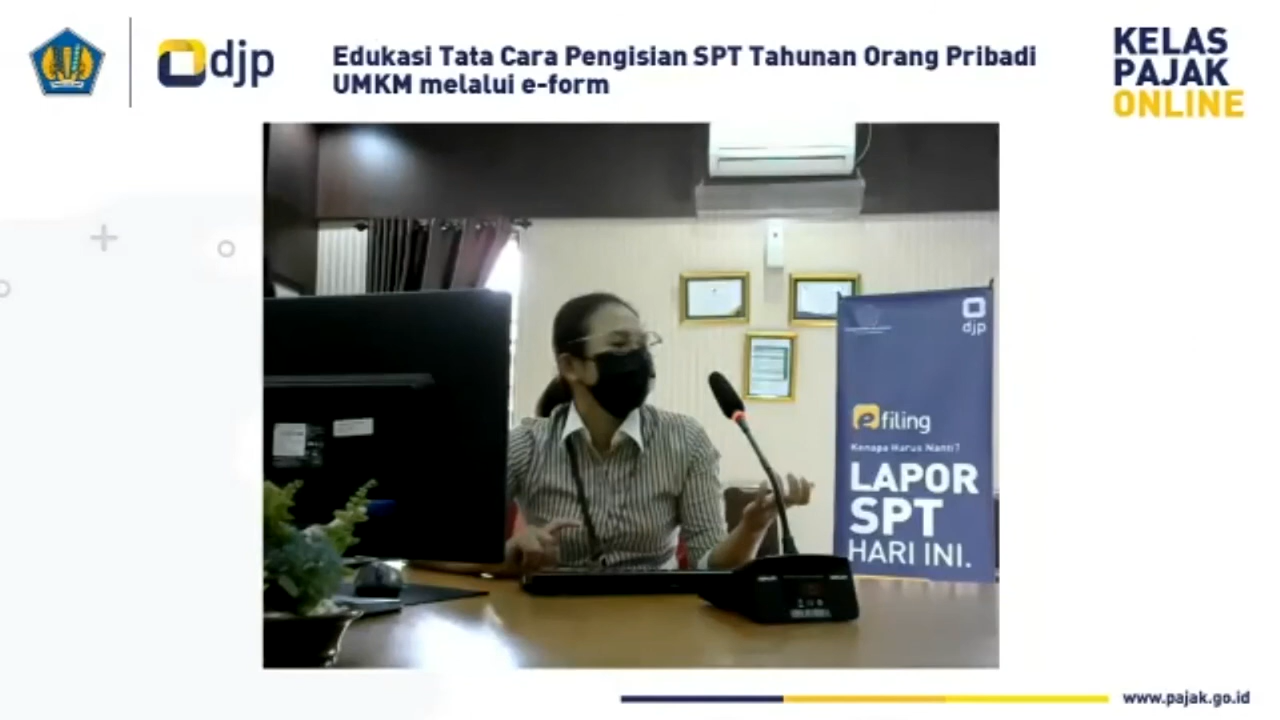 djp
Edukasi Tata Cara Pengisian SPT Tahunan Orang Pribadi
UMKM melalui e-form
KELAS
PAJAK
ONLINE
djp
efiling
Kenapa Harus Nanti?
LAPOR
SPT
HARI INI.
www.pajak.go.id